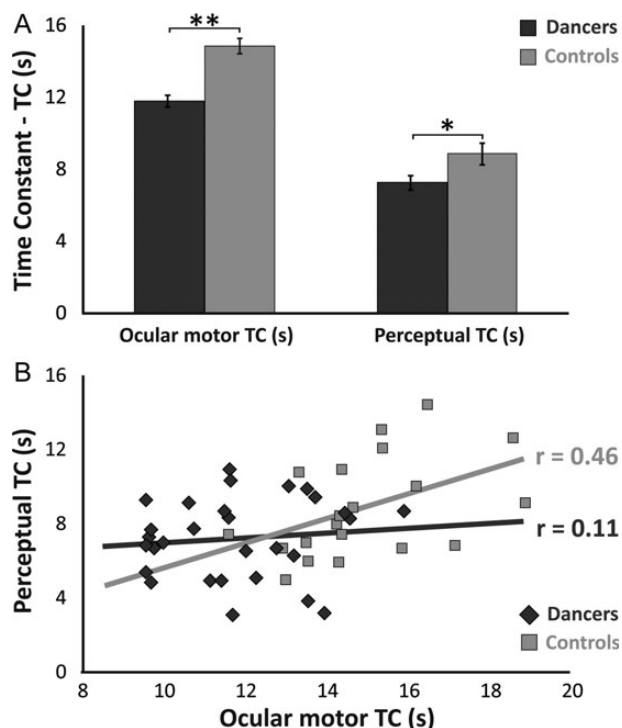 A
Time Constant - TC (s)
16
12
8
4
0
**
*
Dancers
Controls
Ocular motor TC (s)
Perceptual TC (s)
B
Perceptual TC (s)
16
12
8
4
0
r = 0.46
r = 0.11
Dancers
Controls
8 10 12 14 16 18 20
Ocular motor TC (s)